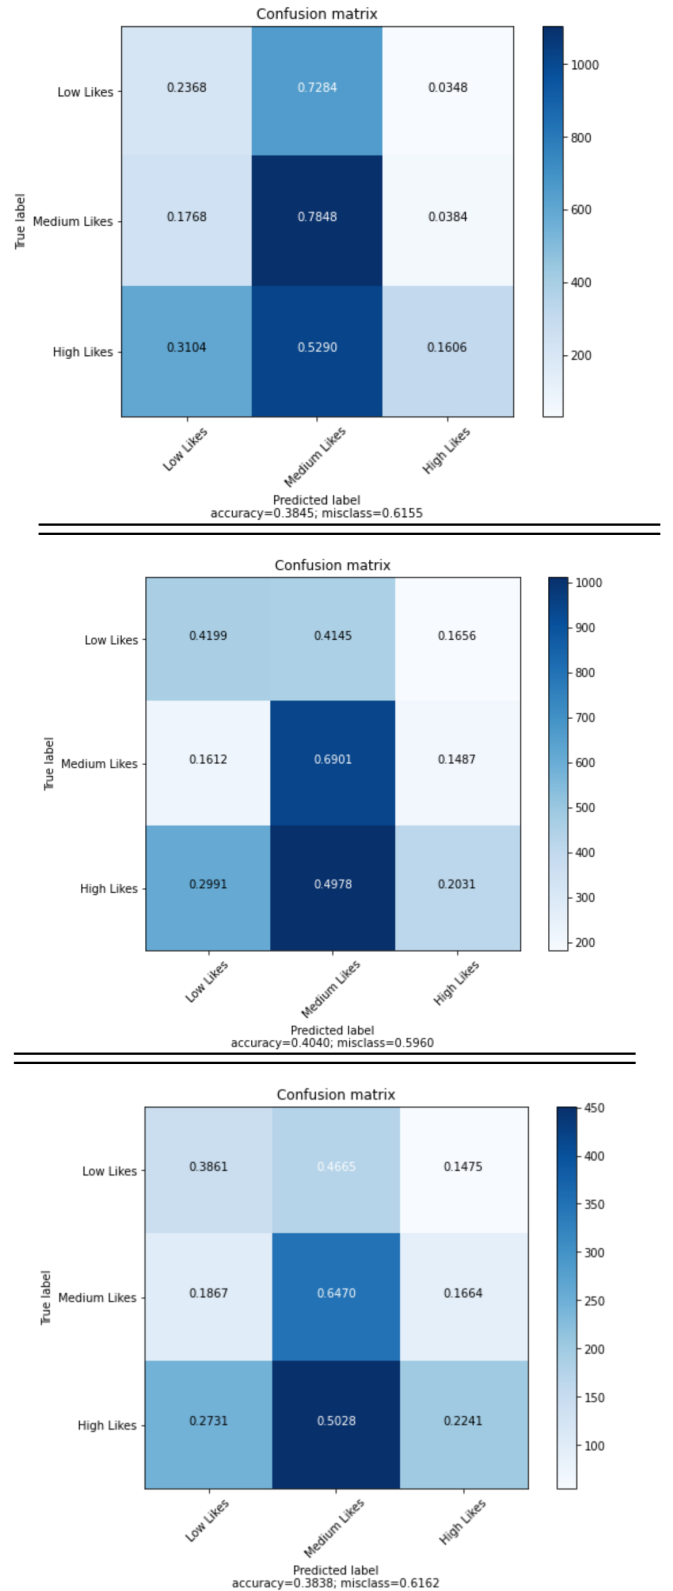 Confusion matrix
Low Likes 0.2368 0.7284 0.0348
Medium Likes 0.1768 0.7848 0.0384
High Likes 0.3104 0.5290 0.1606
True label
Low Likes Medium Likes High Likes
Predicted label
accuracy=0.3845; misclass=0.6155
1000
800
600
400
200
Confusion matrix
Low Likes 0.4199 0.4145 0.1656
Medium Likes 0.1612 0.6901 0.1487
High Likes 0.2991 0.4978 0.2031
True label
Low Likes Medium Likes High Likes
Predicted label
accuracy=0.4040; misclass=0.5960
1000
900
800
700
600
500
400
300
200
Confusion matrix
Low Likes 0.3861 0.4665 0.1475
Medium Likes 0.1867 0.6470 0.1664
High Likes 0.2731 0.5028 0.2241
True label
Low Likes Medium Likes High Likes
Predicted label
accuracy=0.3838; misclass=0.6162
450
400
350
300
250
200
150
100